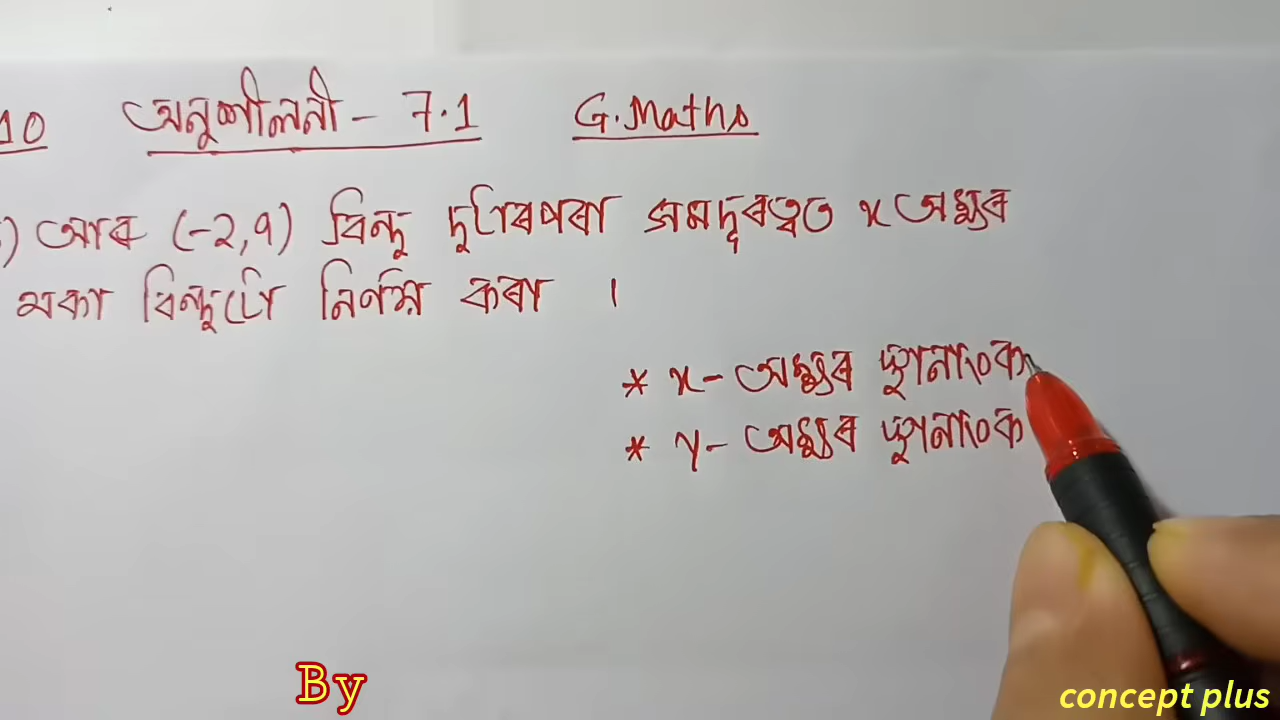 10 অনুশীলনী - 7.1 G.Maths
) আৰু (-2,9) বিন্দু দুটাৰপৰা সমদূৰত্বত x অক্ষৰ
থকা বিন্দুটো নিৰ্ণয় কৰা ।
* x- অক্ষৰ স্থানাংক
* y- অক্ষৰ স্থানাংক
By
concept plus